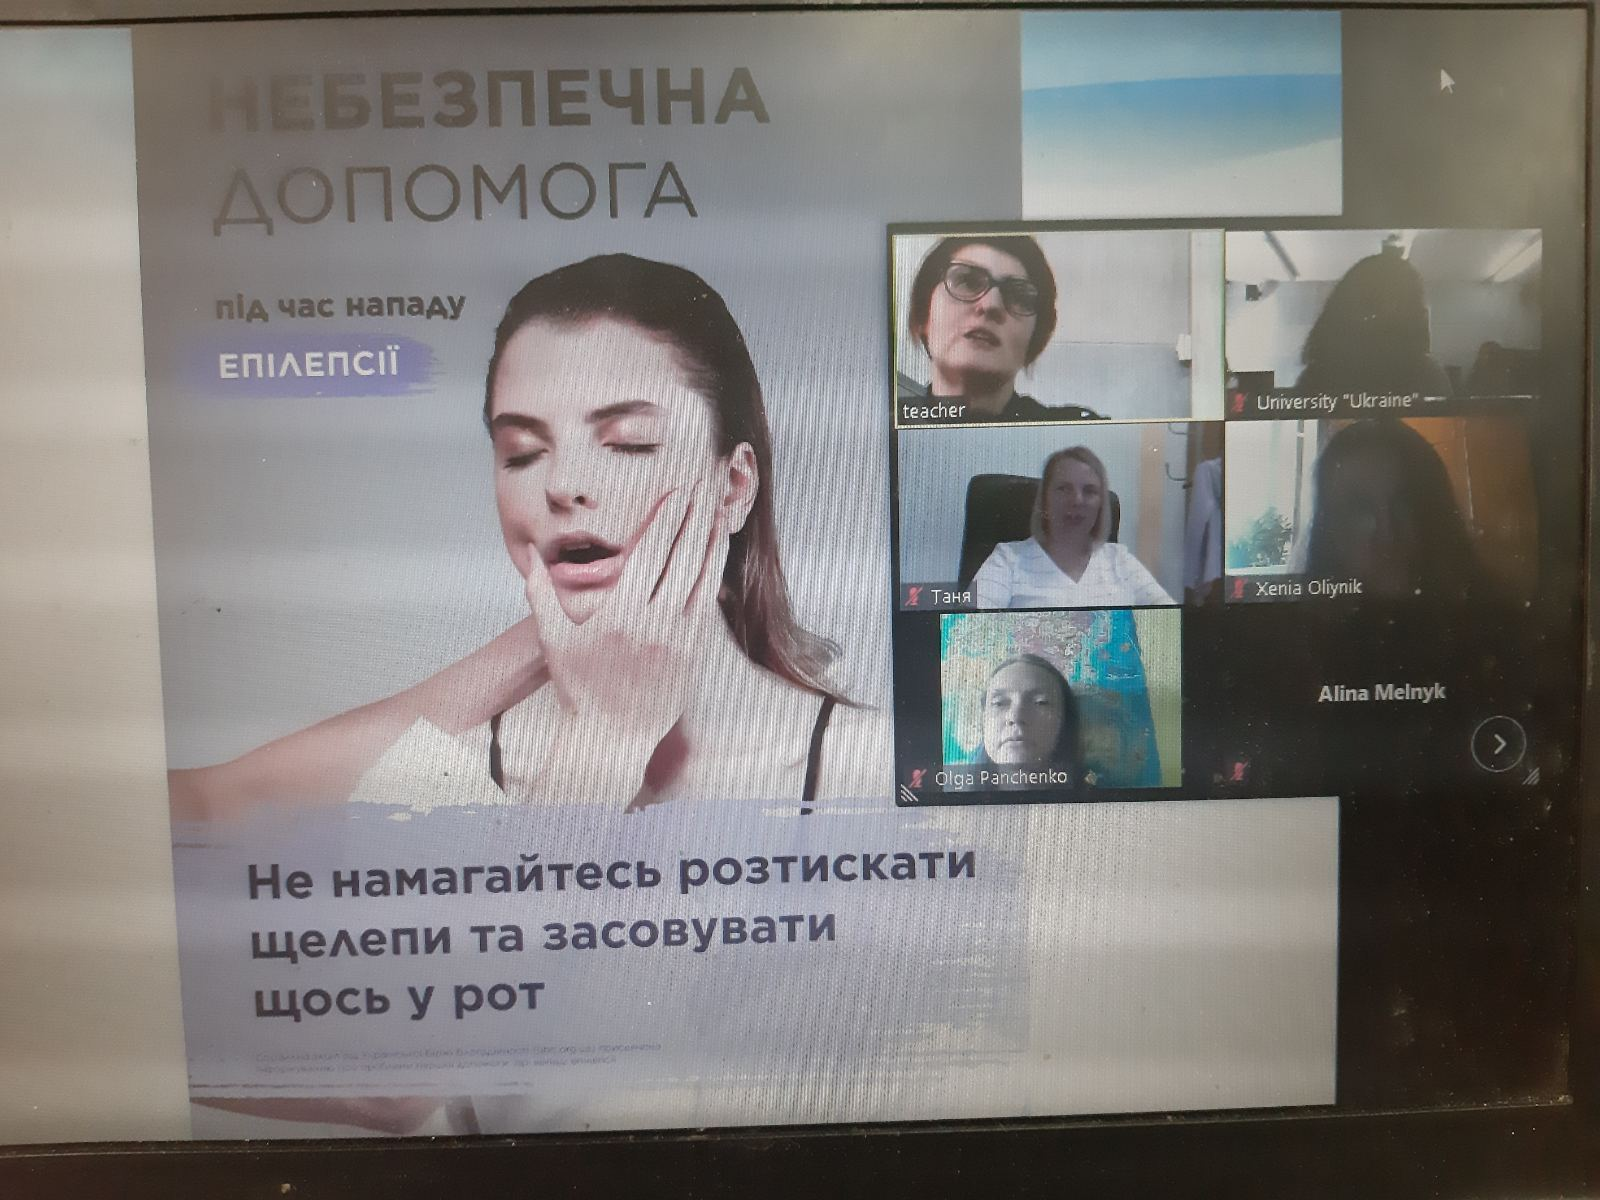 НЕБЕЗПЕЧНА
ДОПОМОГА
під час нападу
ЕПІЛЕПСІЇ
teacher
University "Ukraine"
Таня
Xenia Oliynik
Olga Panchenko
Alina Melnyk
Не намагайтесь розтискати
щелепи та засовувати
щось у рот